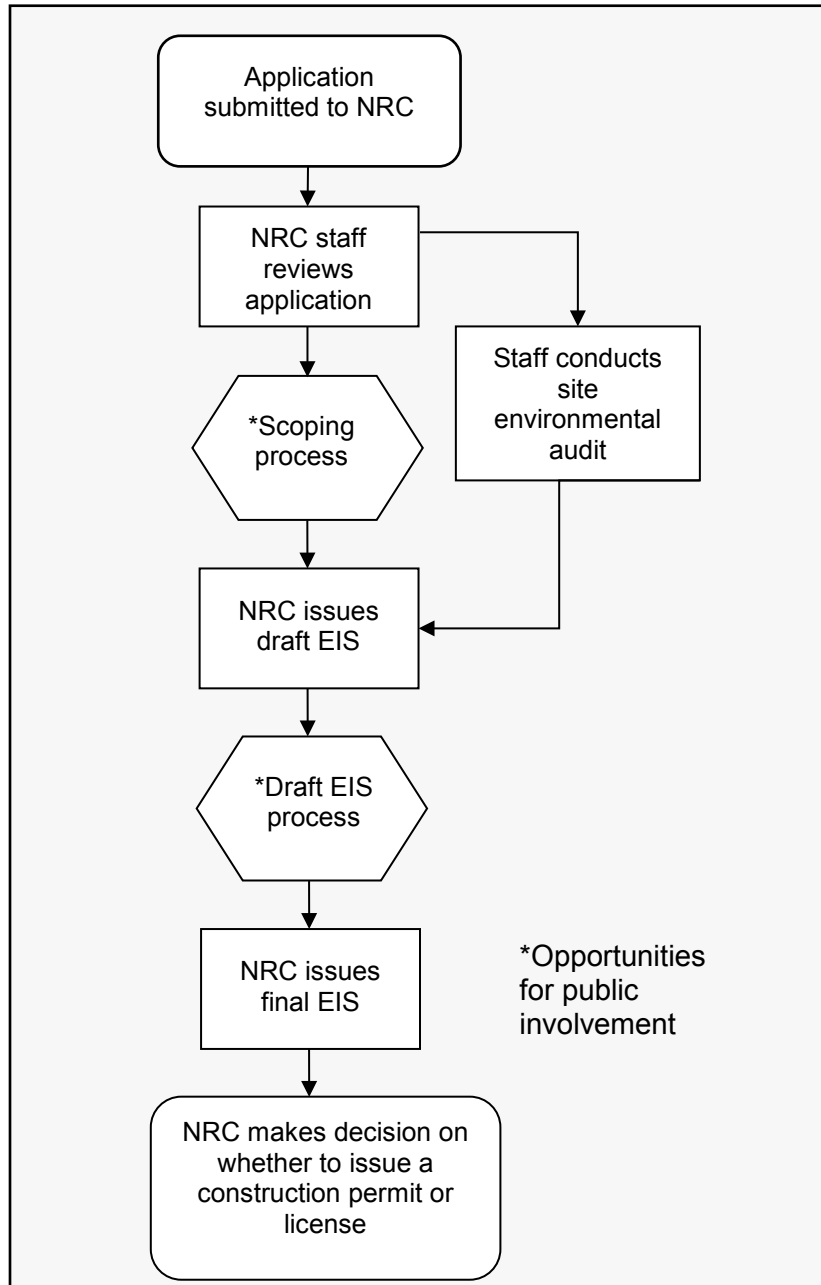 Application
submitted to NRC
NRC staff
reviews
application
Staff conducts
site
environmental
audit
*Scoping
process
NRC issues
draft EIS
*Draft EIS
process
NRC issues
final EIS
*Opportunities
for public
involvement
NRC makes decision on
whether to issue a
construction permit or
license